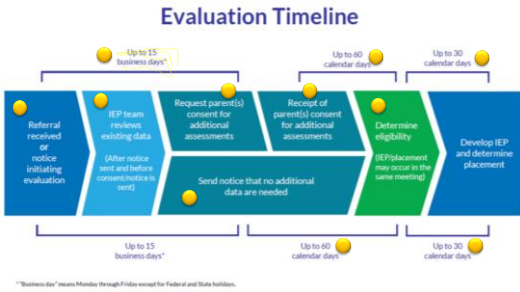 Evaluation Timeline
Up to 15
business days*
Up to 60
calendar days
Up to 30
calendar days
Referral
received
or
notice
initiating
evaluation
IEP team
reviews
existing data
(After notice
sent and before
consent/notice is
sent)
Request parent(s)
consent for
additional
assessments
Receipt of
parent(s) consent
for additional
assessments
Send notice that no additional
data are needed
Determine
eligibility
(IEP/placement
may occur in the
same meeting)
Develop IEP
and determine
placement
Up to 15
business days*
Up to 60
calendar days
Up to 30
calendar days
* "Business day" means Monday through Friday except for Federal and State holidays.